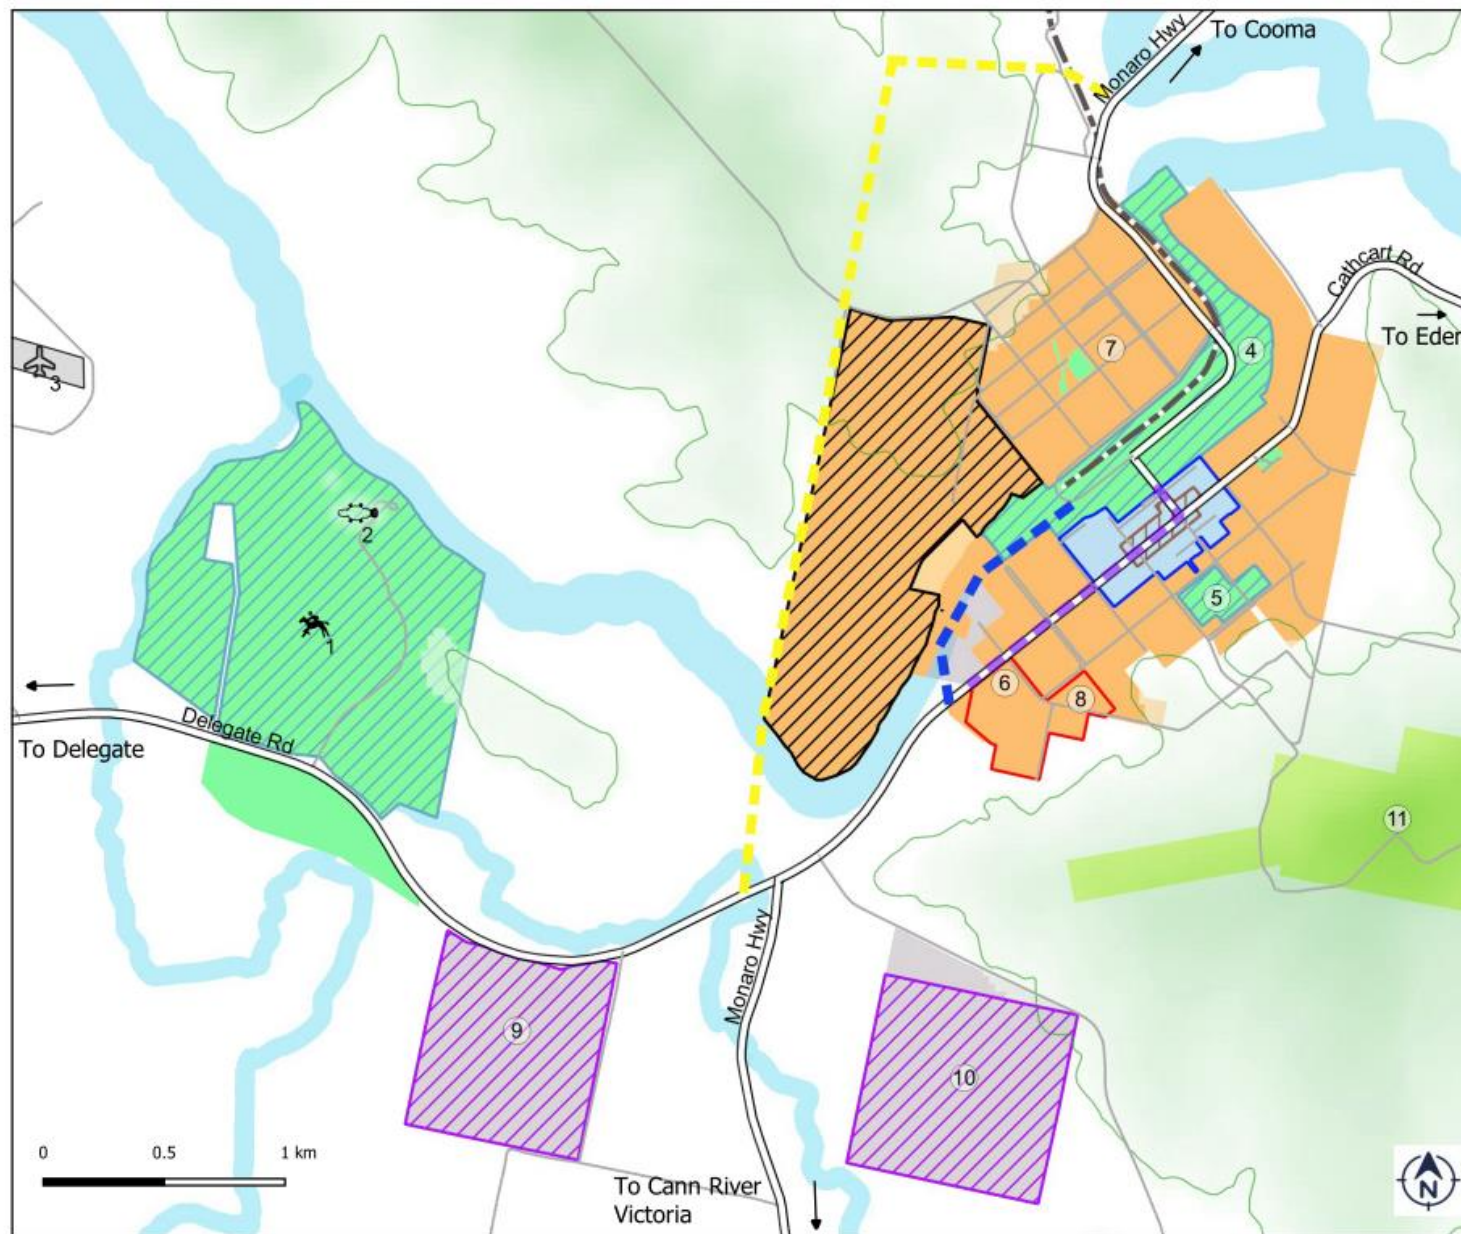 To Cooma
Monaro Hwy
Cathcart Rd
To Eden
7
4
3
2
1
5
6
8
Delegate Rd
To Delegate
11
Monaro Hwy
9
10
0 0.5 1 km
To Cann River
Victoria
N